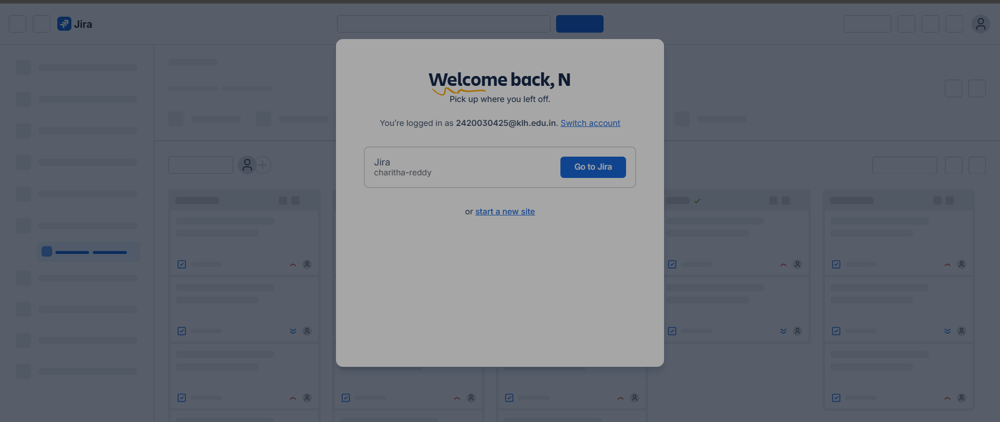 Jira
Welcome back, N
Pick up where you left off.
You’re logged in as 2420030425@klh.edu.in. Switch account
Jira
charitha-reddy
Go to Jira
or start a new site